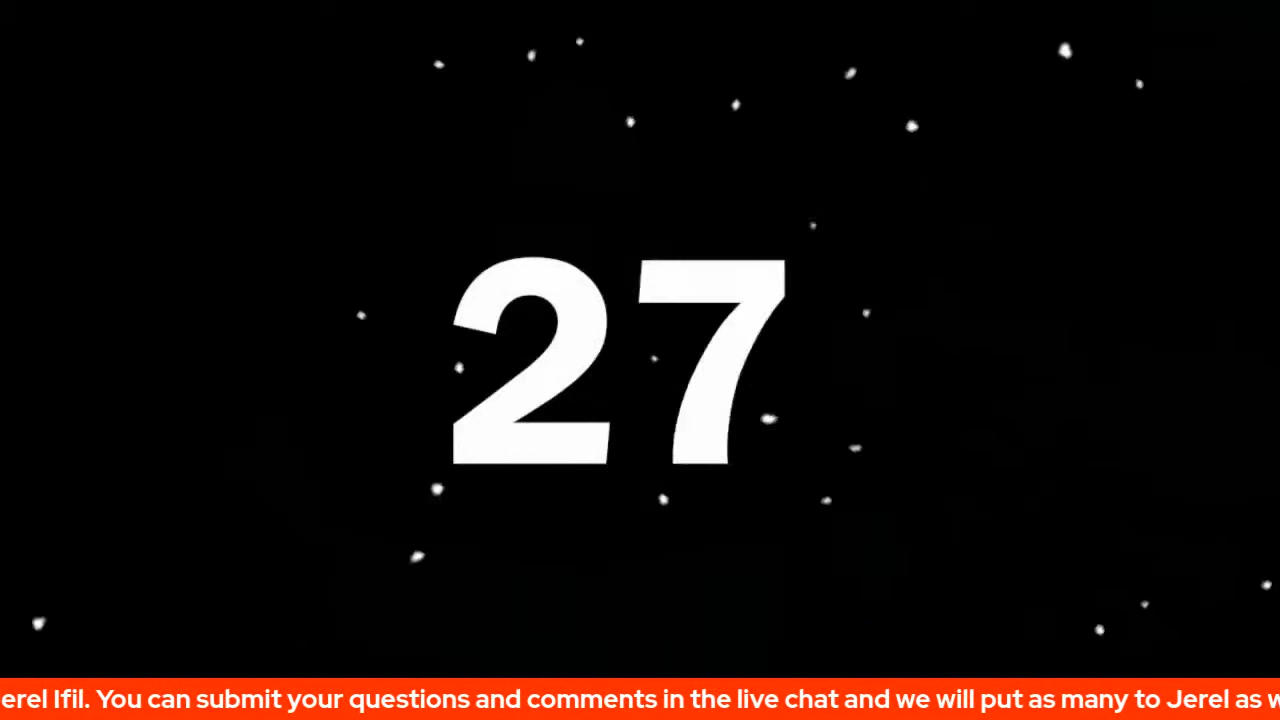 27
erel Ifil. You can submit your questions and comments in the live chat and we will put as many to Jerel as